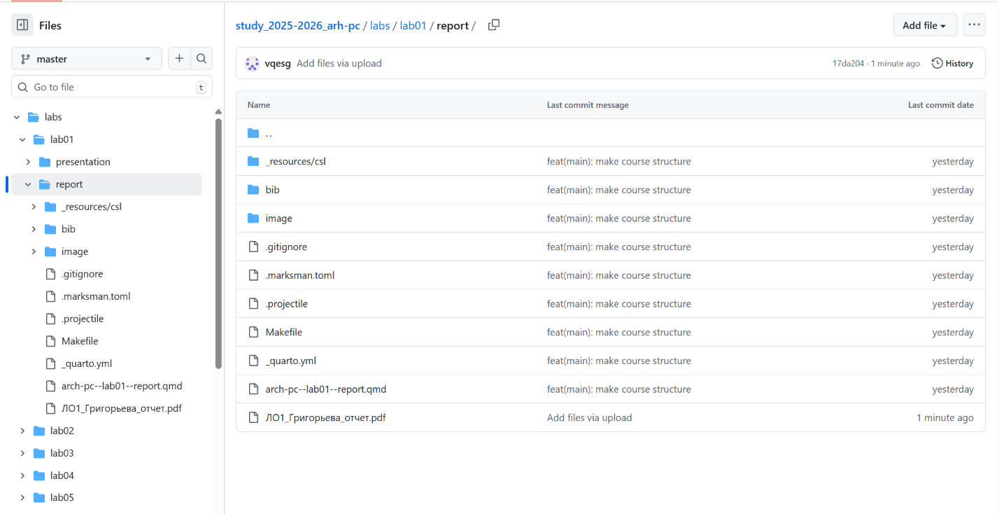 Files
master
Go to file
t
labs
lab01
presentation
report
_resources/csl
bib
image
.gitignore
.marksman.toml
.projectile
Makefile
_quarto.yml
arch-pc--lab01--report.qmd
ЛО1_Григорьева_отчет.pdf
lab02
lab03
lab04
lab05
study_2025-2026_arh-pc / labs / lab01 / report /
Add file
vqesg Add files via upload
17da204 · 1 minute ago
History
Name Last commit message Last commit date
..
_resources/csl feat(main): make course structure yesterday
bib feat(main): make course structure yesterday
image feat(main): make course structure yesterday
.gitignore feat(main): make course structure yesterday
.marksman.toml feat(main): make course structure yesterday
.projectile feat(main): make course structure yesterday
Makefile feat(main): make course structure yesterday
_quarto.yml feat(main): make course structure yesterday
arch-pc--lab01--report.qmd feat(main): make course structure yesterday
ЛО1_Григорьева_отчет.pdf Add files via upload 1 minute ago